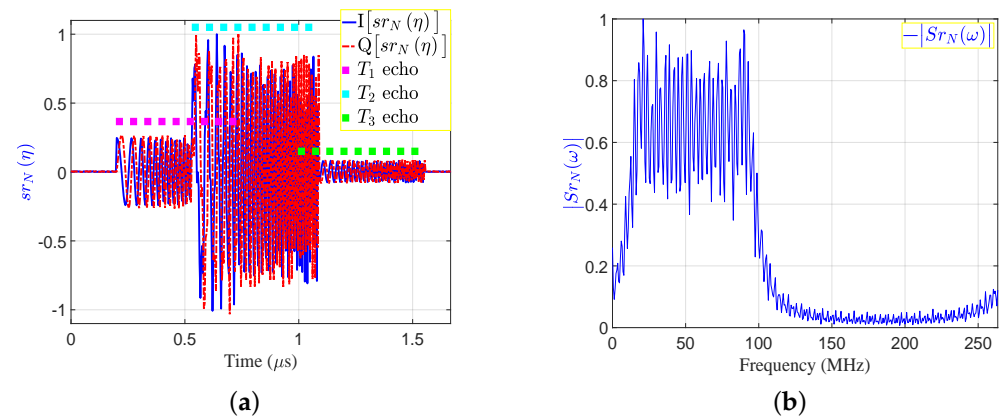 I[sr_N (η)]
Q[sr_N (η)]
T_1 echo
T_2 echo
T_3 echo
1
0.5
0
-0.5
-1
sr_N (η)
0
0.5
1
1.5
Time (μs)
(a)
|Sr_N(ω)|
1
0.8
0.6
0.4
0.2
0
|Sr_N(ω)|
0
50
100
150
200
250
Frequency (MHz)
(b)